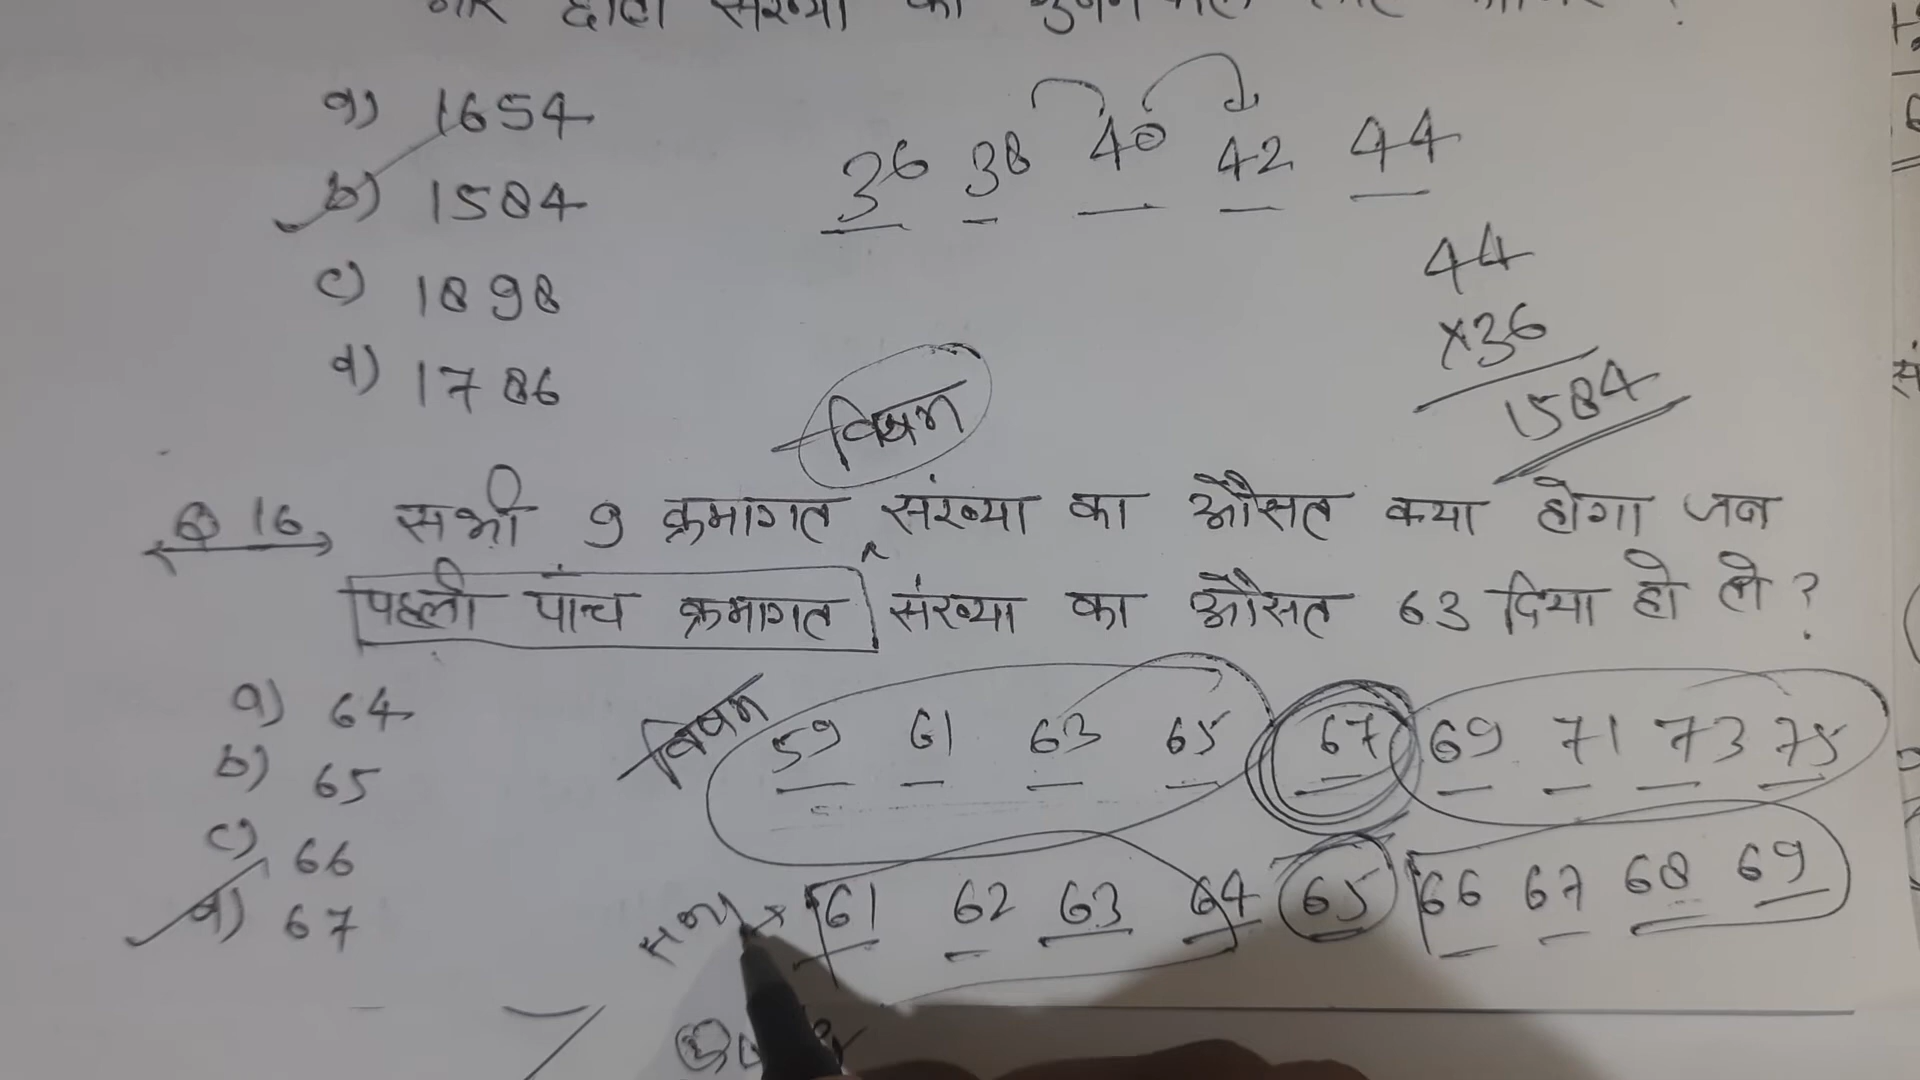 संख्या का
a) 1654
b) 1584
c) 1898
d) 1786
36 38 40 42 44
44
x36
1584
विषम
Q 16, सभी 9 क्रमागत संख्या का औसत क्या होगा जब
पहली पांच क्रमागत संख्या का औसत 63 दिया हो तो ?
a) 64
b) 65
c) 66
d) 67
विषम 59 61 63 65 67 69 71 73 75
61 62 63 64 65 66 67 68 69